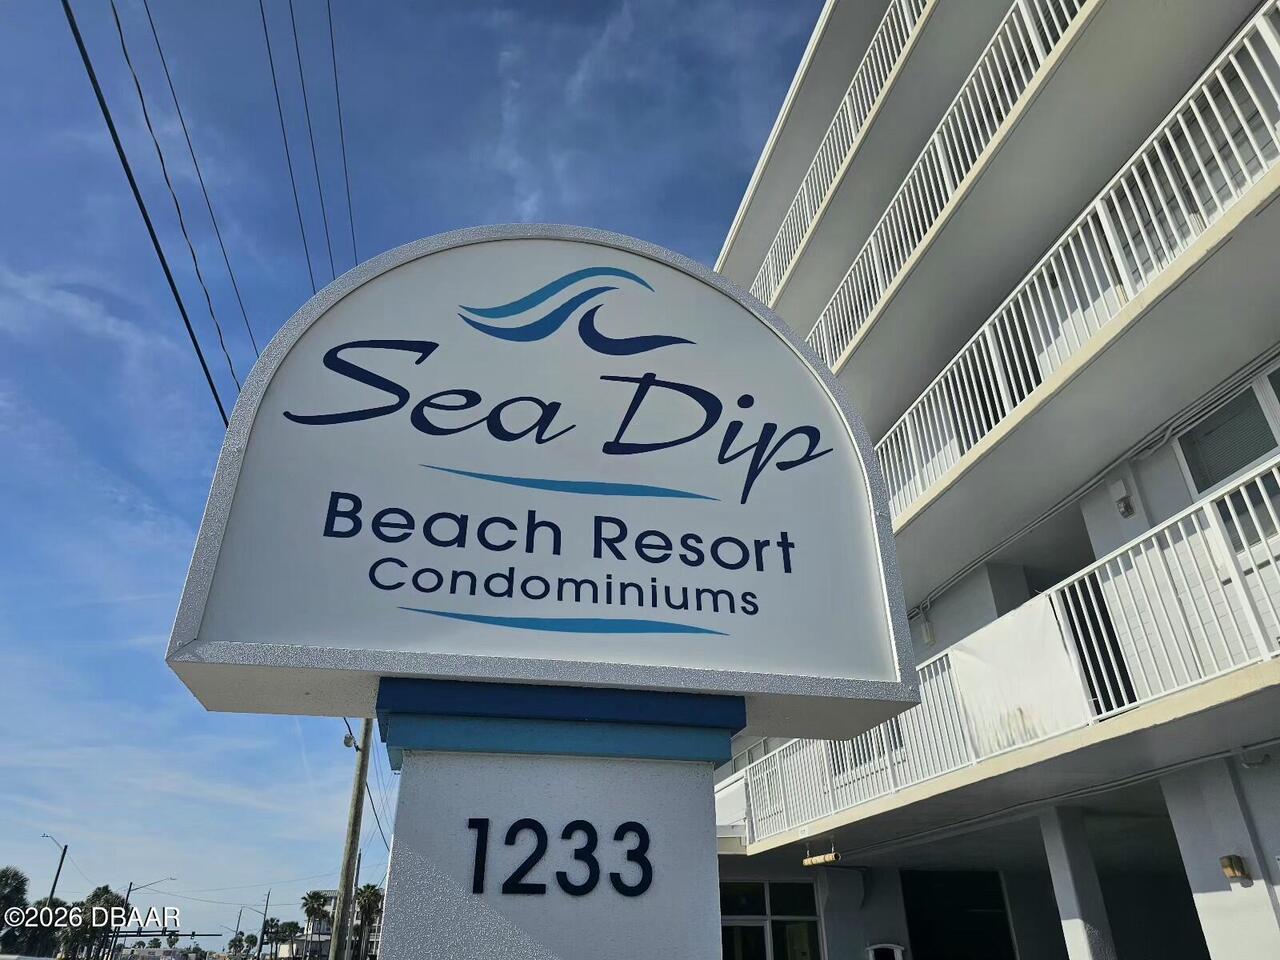 Sea Dip
Beach Resort
Condominiums
1233
©2026 DBAAR